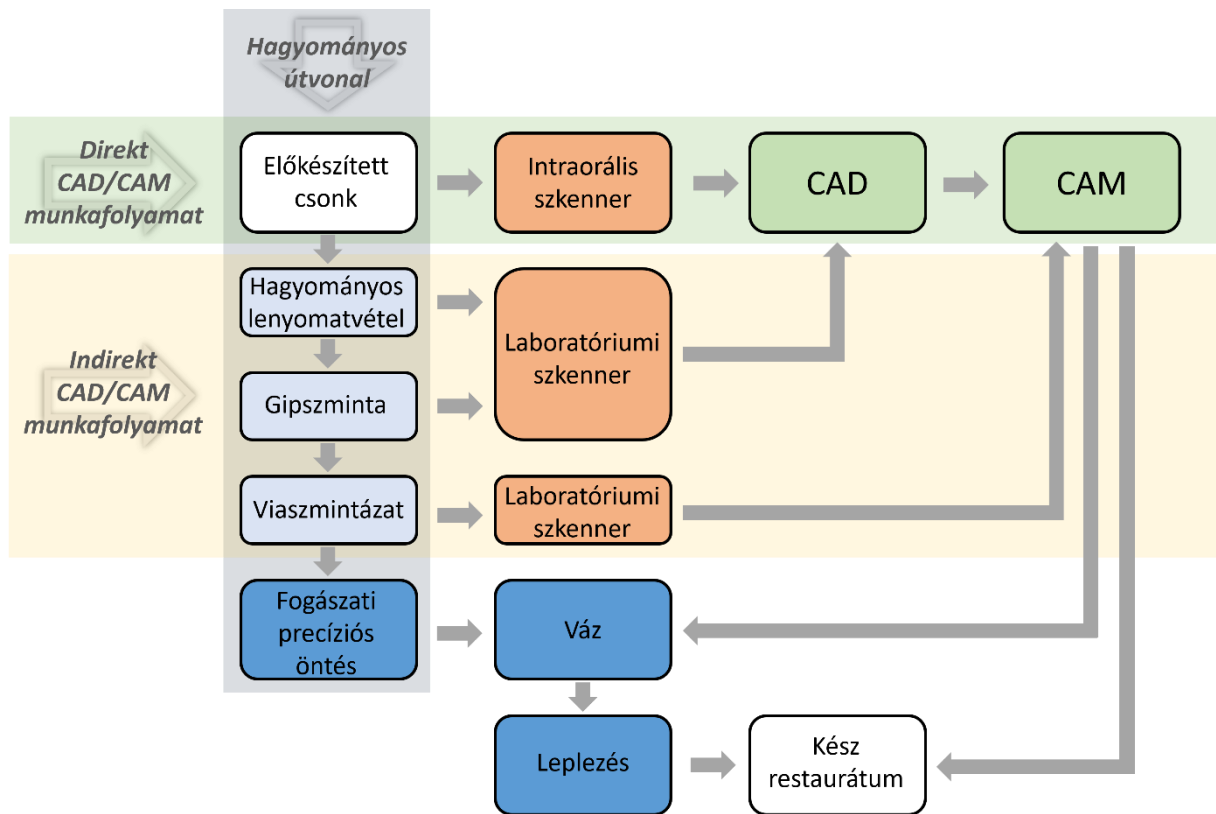 Hagyományos
útvonal
Direkt
CAD/CAM
munkafolyamat
Előkészített
csonk
Intraorális
szkenner
CAD
CAM
Hagyományos
lenyomatvétel
Laboratóriumi
szkenner
Indirekt
CAD/CAM
munkafolyamat
Gipszminta
Viaszmintázat
Laboratóriumi
szkenner
Fogászati
precíziós
öntés
Váz
Leplezés
Kész
restaurátum